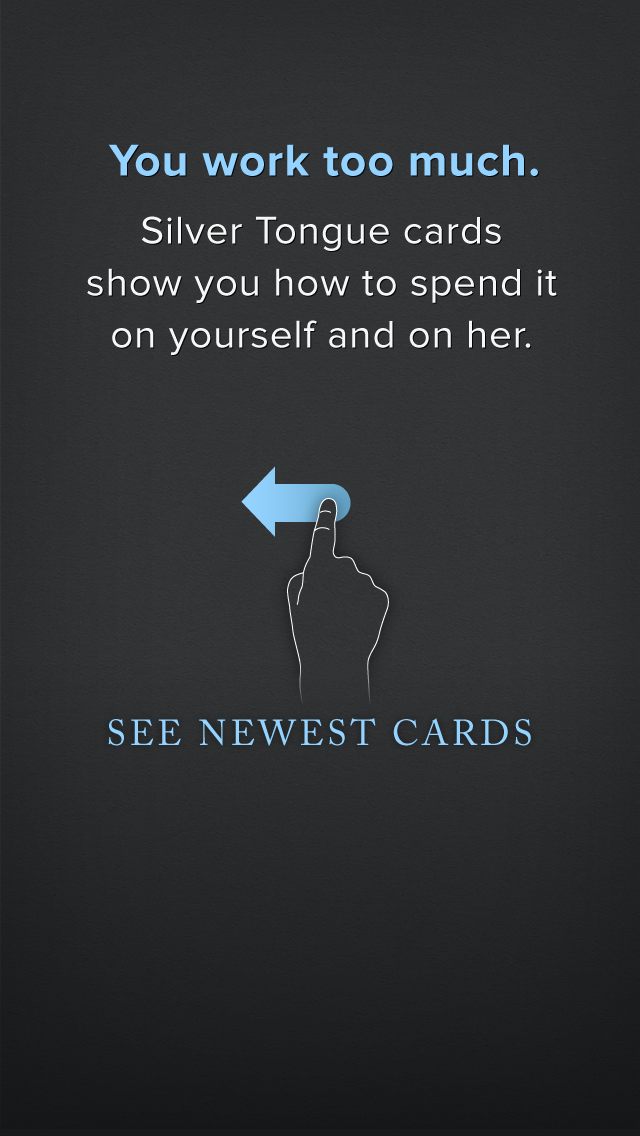 You work too much.
Silver Tongue cards
show you how to spend it
on yourself and on her.
SEE NEWEST CARDS